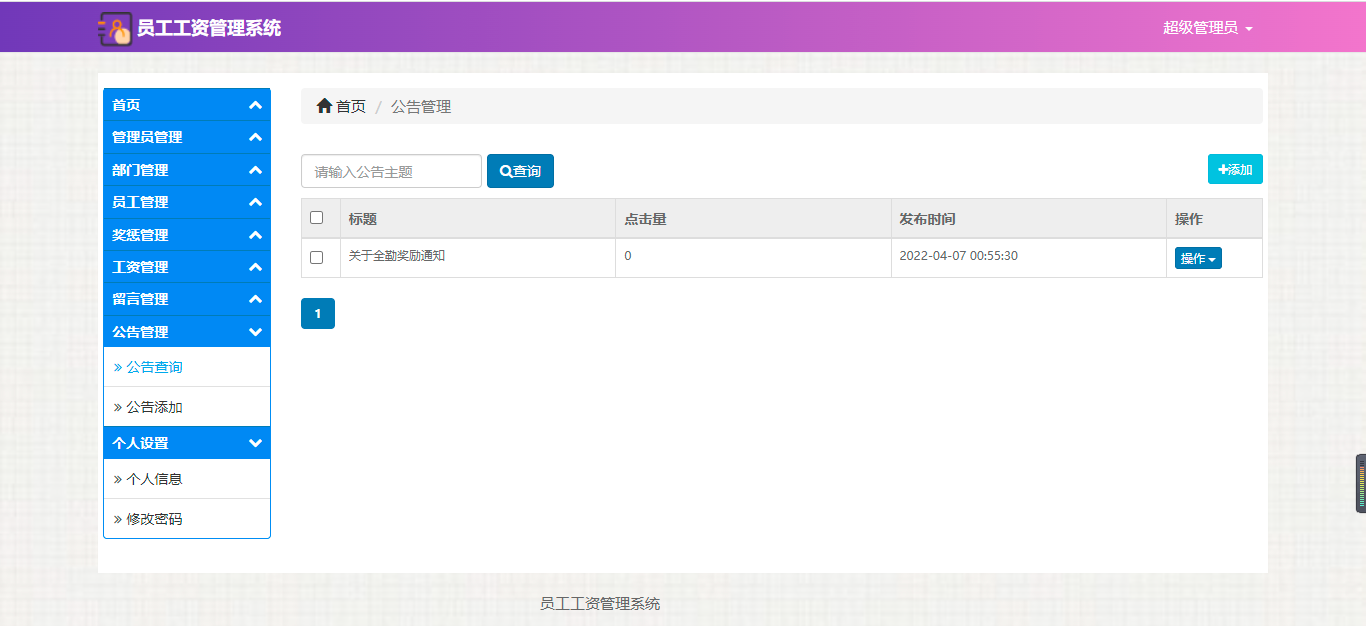 员工工资管理系统
超级管理员
首页
管理员管理
部门管理
员工管理
奖惩管理
工资管理
留言管理
公告管理
» 公告查询
» 公告添加
个人设置
» 个人信息
» 修改密码
首页 / 公告管理
请输入公告主题 查询 +添加
标题 点击量 发布时间 操作
关于全勤奖励通知 0 2022-04-07 00:55:30 操作
1
员工工资管理系统